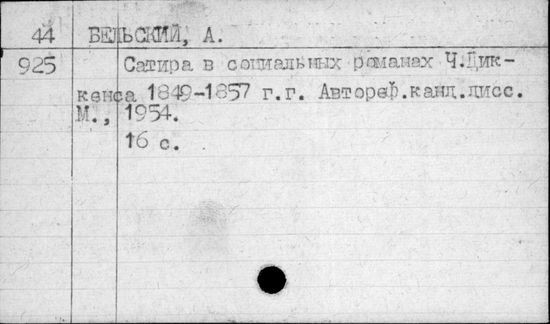 44 БЕЛЬСКИЙ, А.
925 Сатира в социальных романах Ч.Дик-
кенса 1849-1857 г.г. Автореф.канд.дисс.
М., 1954.
16 с.